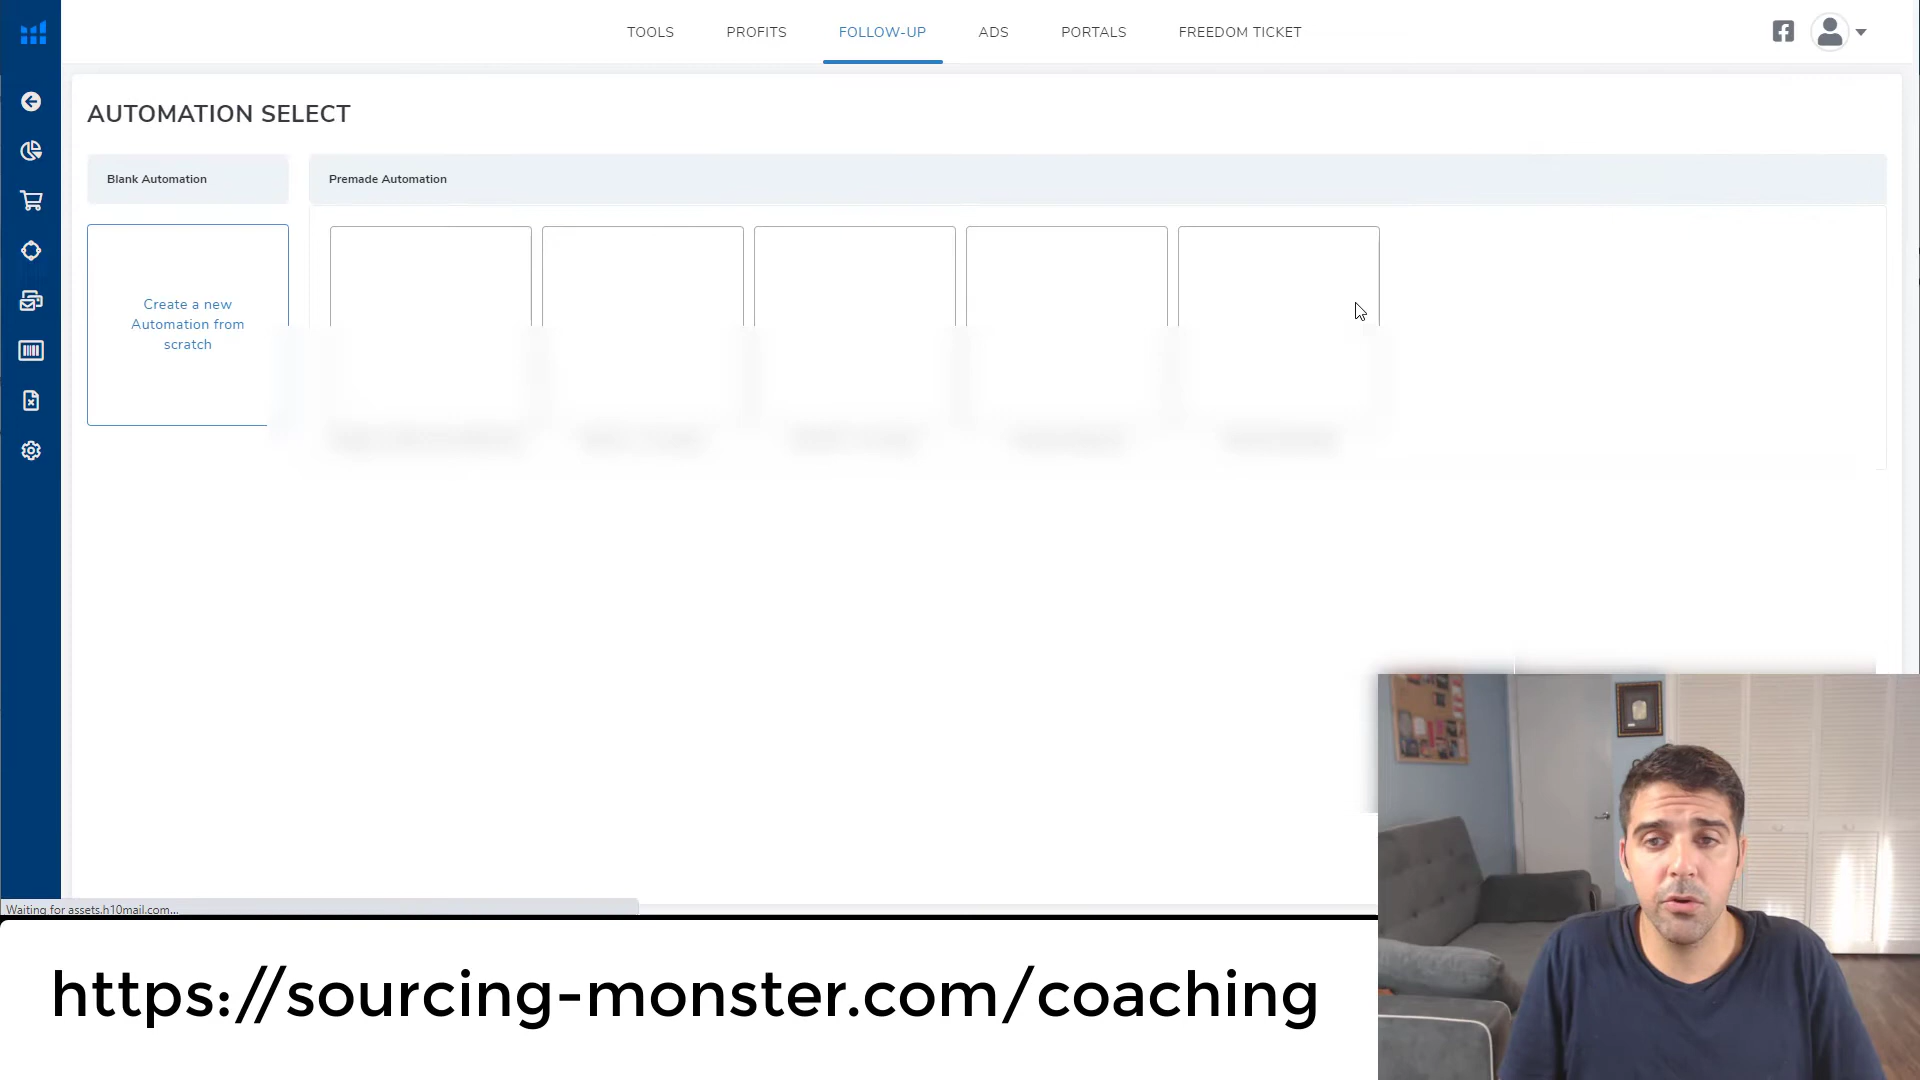 TOOLS
PROFITS
FOLLOW-UP
ADS
PORTALS
FREEDOM TICKET
AUTOMATION SELECT
Blank Automation
Premade Automation
Create a new
Automation from
scratch
Waiting for assets.h10mail.com...
https://sourcing-monster.com/coaching